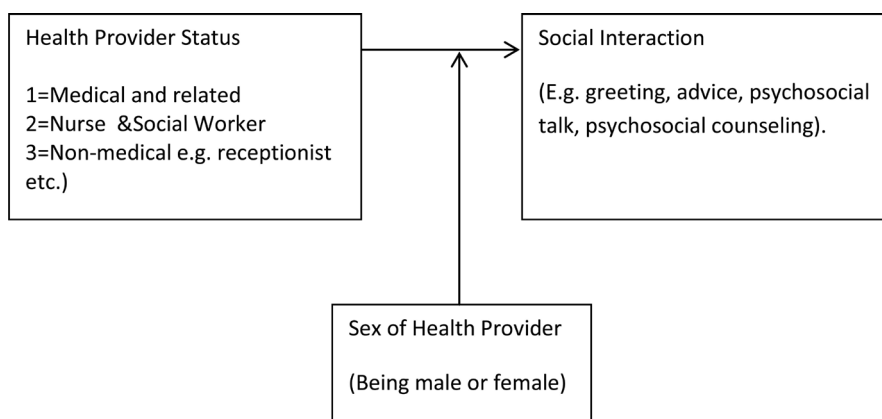 Health Provider Status
1=Medical and related
2=Nurse &Social Worker
3=Non-medical e.g. receptionist
etc.)
Social Interaction
(E.g. greeting, advice, psychosocial
talk, psychosocial counseling).
Sex of Health Provider
(Being male or female)